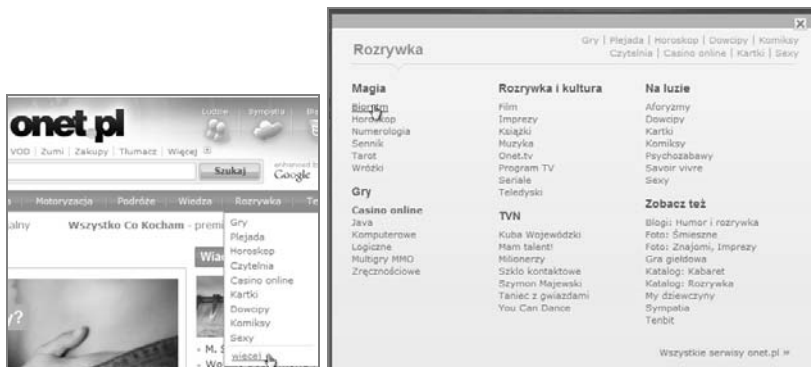 onet.pl
Ludzie Sympatia
VOD | Zumi | Zakupy | Tłumacz | Więcej
Szukaj
enhanced by
Google
Motoryzacja Podróże Wiedza Rozrywka
Wszystko Co Kocham - premi
Gry
Plejada
Horoskop
Czytelnia
Casino online
Kartki
Dowcipy
Komiksy
Sexy
więcej »
Wia
y?
- M. S
Rozrywka
Gry | Plejada | Horoskop | Dowcipy | Komiksy
Czytelnia | Casino online | Kartki | Sexy
Magia
Biorytm
Horoskop
Numerologia
Sennik
Tarot
Wróżki
Gry
Casino online
Java
Komputerowe
Logiczne
Multigry MMO
Zręcznościowe
Rozrywka i kultura
Film
Imprezy
Książki
Muzyka
Onet.tv
Program TV
Seriale
Teledyski
TVN
Kuba Wojewódzki
Mam talent!
Milionerzy
Szkło kontaktowe
Szymon Majewski
Taniec z gwiazdami
You Can Dance
Na luzie
Aforyzmy
Dowcipy
Kartki
Komiksy
Psychozabawy
Savoir vivre
Sexy
Zobacz też
Blogi: Humor i rozrywka
Foto: Śmieszne
Foto: Znajomi, Imprezy
Gra giełdowa
Katalog: Kabaret
Katalog: Rozrywka
My dziewczyny
Sympatia
Tenbit
Wszystkie serwisy onet.pl »